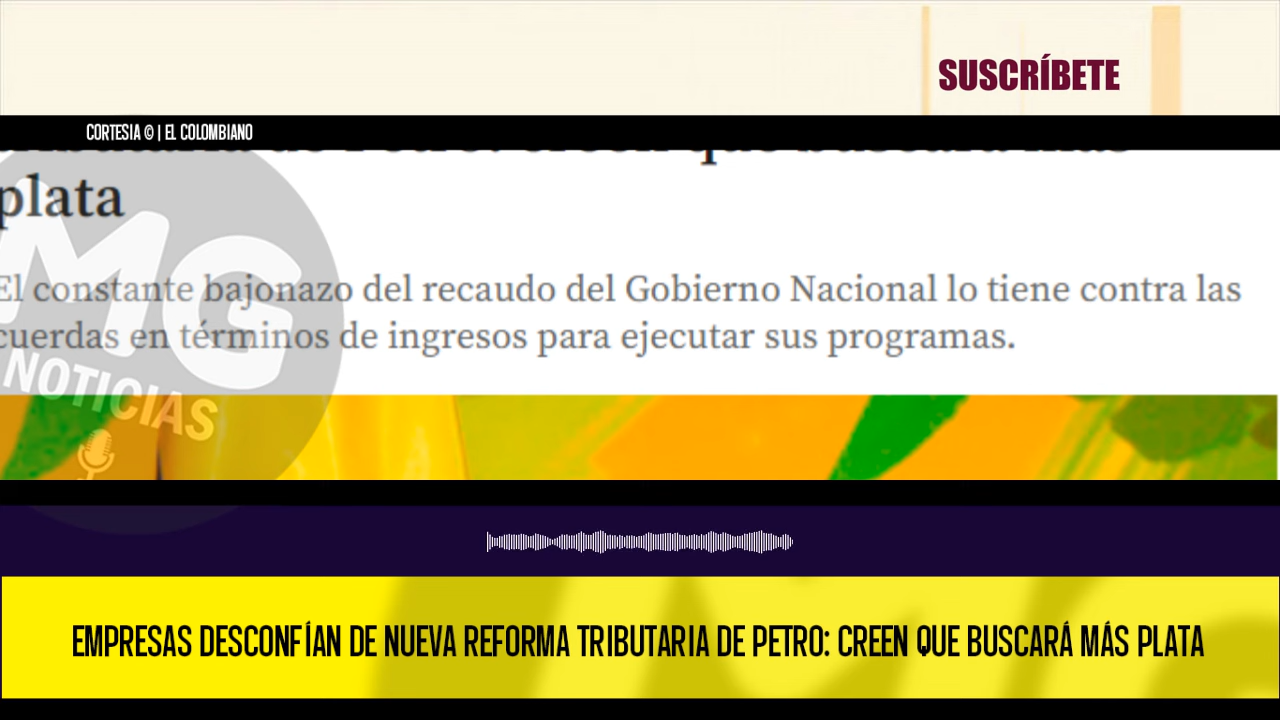 SUSCRÍBETE
CORTESIA © | EL COLOMBIANO
plata
El constante bajonazo del recaudo del Gobierno Nacional lo tiene contra las
cuerdas en términos de ingresos para ejecutar sus programas.
MG
NOTICIAS
EMPRESAS DESCONFÍAN DE NUEVA REFORMA TRIBUTARIA DE PETRO: CREEN QUE BUSCARÁ MÁS PLATA